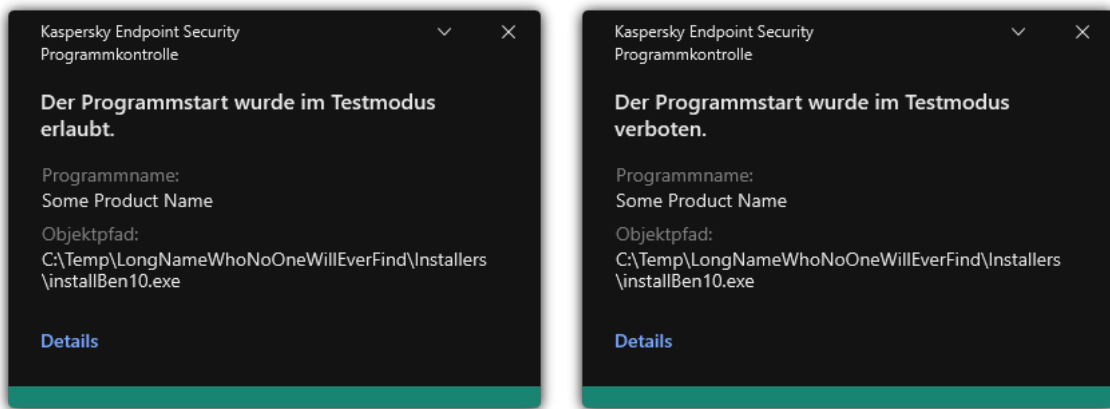 Kaspersky Endpoint Security
Programmkontrolle
Der Programmstart wurde im Testmodus
erlaubt.
Programmname:
Some Product Name
Objektpfad:
C:\Temp\LongNameWhoNoOneWillEverFind\Installers
\installBen10.exe
Details
Kaspersky Endpoint Security
Programmkontrolle
Der Programmstart wurde im Testmodus
verboten.
Programmname:
Some Product Name
Objektpfad:
C:\Temp\LongNameWhoNoOneWillEverFind\Installers
\installBen10.exe
Details